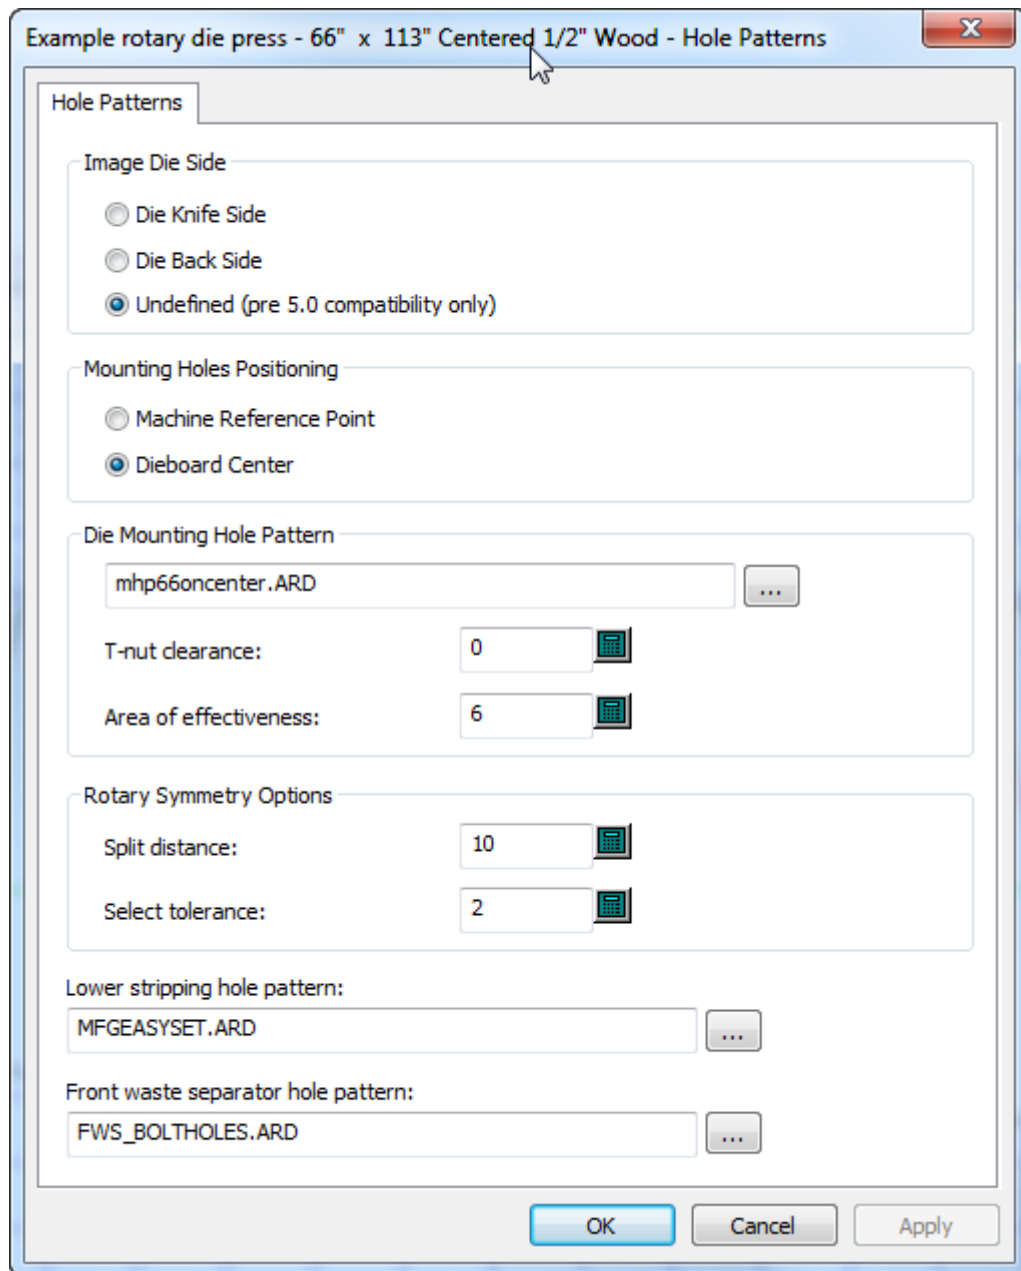 Example rotary die press - 66" x 113" Centered 1/2" Wood - Hole Patterns
Hole Patterns
Image Die Side
Die Knife Side
Die Back Side
Undefined (pre 5.0 compatibility only)
Mounting Holes Positioning
Machine Reference Point
Dieboard Center
Die Mounting Hole Pattern
mhp66oncenter.ARD
...
T-nut clearance: 0
Area of effectiveness: 6
Rotary Symmetry Options
Split distance: 10
Select tolerance: 2
Lower stripping hole pattern:
MFGEASYSET.ARD
...
Front waste separator hole pattern:
FWS_BOLTHOLES.ARD
...
OK Cancel Apply